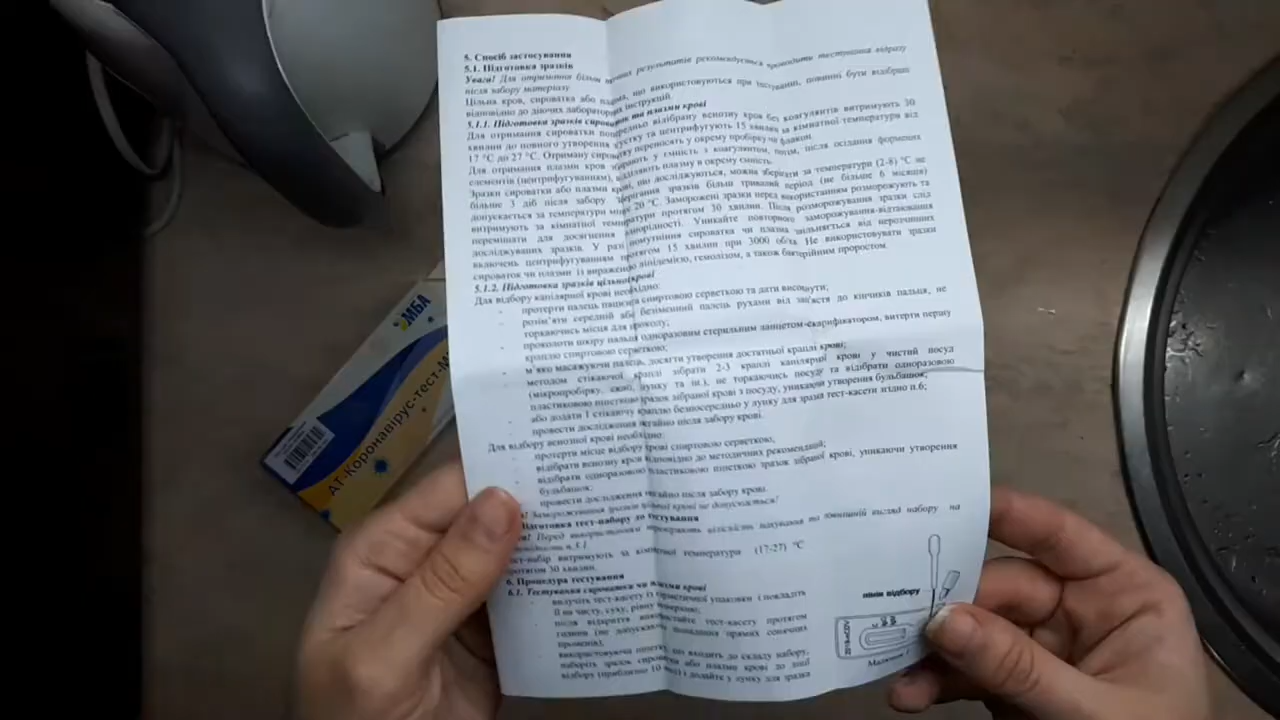 5. Спосіб застосування
5.1. Підготовка зразків
Увага! Для отримання більш результатів рекомендується проводити тестування відразу
після забору матеріалу
Цільна кров, сироватка або плазма, що використовуються при тестуванні, повинні бути відібрані
відповідно до діючих лабораторних інструкцій.
5.1.1. Підготовка зразків сироватки та плазми крові
Для отримання сироватки попередньо відібрану венозну кров без коагулянтів витримують 30
хвилин до повного утворення згустку та центрифугують 15 хвилин за кімнатної температури від
17 °C до 27 °C. Отриману сироватку переносять у окрему пробірку чи флакон.
Для отримання плазми кров збирають у ємність з коагулянтом, потім, після осідання формених
елементів (центрифугуванням), відділяють плазму в окрему ємність.
Зразки сироватки або плазми крові, що досліджуються, можна зберігати за температури (2-8) °C не
більше 3 діб після забору. Зберігання зразків більш тривалий період (не більше 6 місяців)
допускається за температури мінус 20 °C. Заморожені зразки перед використанням розморожують та
витримують за кімнатної температури протягом 30 хвилин. Після розморожування зразки слід
перемішати для досягнення однорідності. Уникайте повторного заморожування-відтаювання
досліджуваних зразків. У разі помутніння сироватка чи плазма звільняється від нерозчинних
включень центрифугуванням протягом 15 хвилин при 3000 об/хв. Не використовувати зразки
сироваток чи плазми із вираженою ліпідемією, гемолізом, а також бактерійним проростом.
5.1.2. Підготовка зразків цільної крові
Для відбору капілярної крові необхідно:
- протерти палець пацієнта спиртовою серветкою та дати висохнути;
- розім'яти середній або безіменний палець рухами від зап'ястя до кінчиків пальця, не
торкаючись місця для проколу;
- проколоти шкіру пальця одноразовим стерильним ланцетом-скарифікатором, витерти першу
краплю спиртовою серветкою;
- м'яко масажуючи палець, досягти утворення достатньої краплі крові;
- методом стікаючої краплі зібрати 2-3 краплі капілярної крові у чистий посуд
(мікропробірку, скло, лунку та ін.), не торкаючись посуду та відібрати одноразовою
пластиковою піпеткою зразок зібраної крові з посуду, уникаючи утворення бульбашок;
або додати 1 стікаючу краплю безпосередньо у лунку для зразка тест-касети згідно п.6;
- провести дослідження негайно після забору крові.
Для відбору венозної крові необхідно:
- протерти місце відбору крові спиртовою серветкою;
- відібрати венозну кров відповідно до методичних рекомендацій;
- відібрати одноразовою пластиковою піпеткою зразок зібраної крові, уникаючи утворення
бульбашок;
- провести дослідження негайно після забору крові.
Заморожування зразків цільної крові не допускається!
Підготовка тест-набору до тестування
Перед використанням перевіряють цілісність пакування та зовнішній вигляд набору на
відповідність п.3.1
тест-набір витримують за кімнатної температури (17-27) °C
протягом 30 хвилин.
6. Процедура тестування
6.1. Тестування сироватки чи плазми крові
- вилучіть тест-касету із герметичної упаковки і покладіть
її на чисту, суху, рівну поверхню;
- після відкриття використайте тест-касету протягом
години (не допускаючи попадання прямих сонячних
променів);
- використовуючи піпетку, що входить до складу набору,
наберіть зразок сироватки або плазми крові до лінії
відбору (приблизно 10 мкл) і додайте у лунку для зразка
лінія відбору
2019-nCOV
C
IgG
IgM
Малюнок 1
МБА
АТ-Коронавірус-тест-М